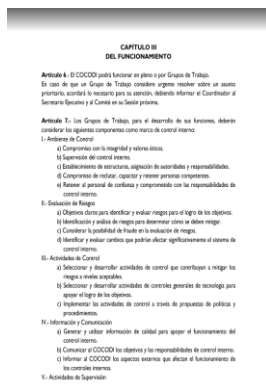 CAPÍTULO III
DEL FUNCIONAMIENTO
Artículo 6.- El COCODI podrá funcionar en pleno o por Grupos de Trabajo.
En caso de que un Grupo de Trabajo considere urgente resolver sobre un asunto
prioritario, acordará lo necesario para su atención, debiendo informar el Coordinador al
Secretario Ejecutivo y al Comité en su Sesión próxima.
Artículo 7.- Los Grupos de Trabajo, para el desarrollo de sus funciones, deberán
considerar los siguientes componentes como marco de control interno:
I.- Ambiente de Control
a) Compromiso con la integridad y valores éticos.
b) Supervisión del control interno.
c) Establecimiento de estructuras, asignación de autoridades y responsabilidades.
d) Compromiso de reclutar, capacitar y retener personas competentes.
e) Retener al personal de confianza y comprometido con las responsabilidades de
control interno.
II.- Evaluación de Riesgos
a) Objetivos claros para identificar y evaluar riesgos para el logro de los objetivos.
b) Identificación y análisis de riesgos para determinar cómo se deben mitigar.
c) Considerar la posibilidad de fraude en la evaluación de riesgos.
d) Identificar y evaluar cambios que podrían afectar significativamente el sistema de
control interno.
III.- Actividades de Control
a) Seleccionar y desarrollar actividades de control que contribuyan a mitigar los
riesgos a niveles aceptables.
b) Seleccionar y desarrollar actividades de controles generales de tecnología para
apoyar el logro de los objetivos.
c) Implementar las actividades de control a través de propuestas de políticas y
procedimientos.
IV.- Información y Comunicación
a) Generar y utilizar información de calidad para apoyar el funcionamiento del
control interno.
b) Comunicar al COCODI los objetivos y las responsabilidades de control interno.
c) Informar al COCODI los aspectos externos que afectan el funcionamiento de
los controles internos.
V.- Actividades de Supervisión